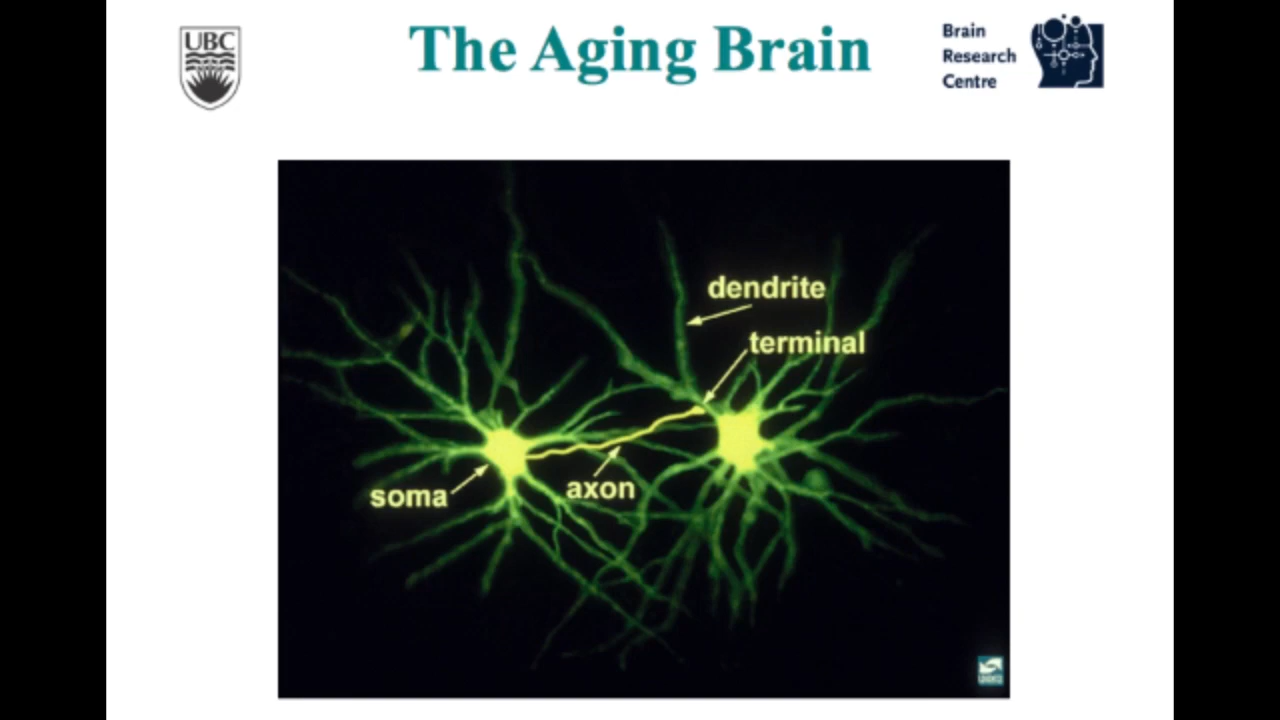 UBC
The Aging Brain
Brain
Research
Centre
dendrite
terminal
soma
axon